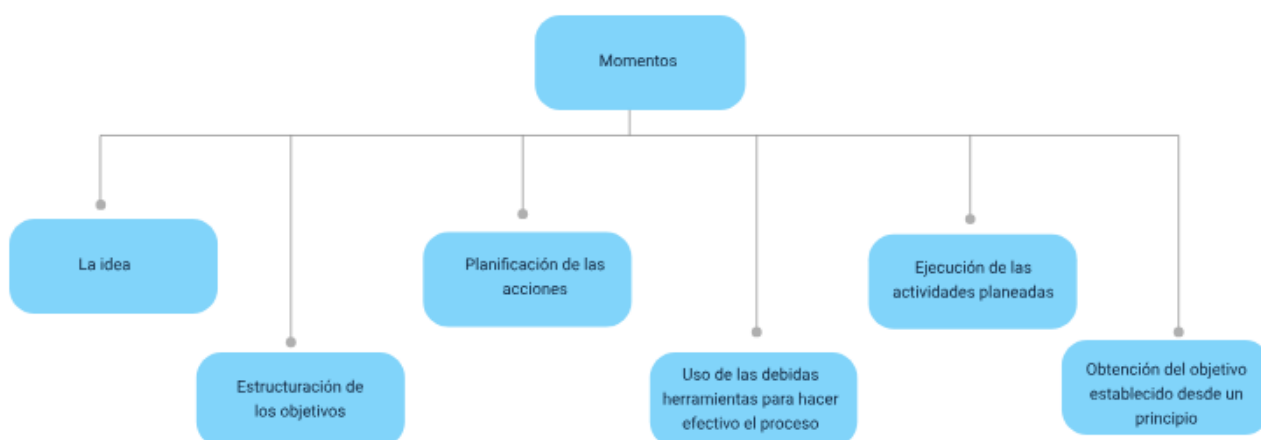 Momentos
La idea
Estructuración de
los objetivos
Planificación de las
acciones
Uso de las debidas
herramientas para hacer
efectivo el proceso
Ejecución de las
actividades planeadas
Obtención del objetivo
establecido desde un
principio